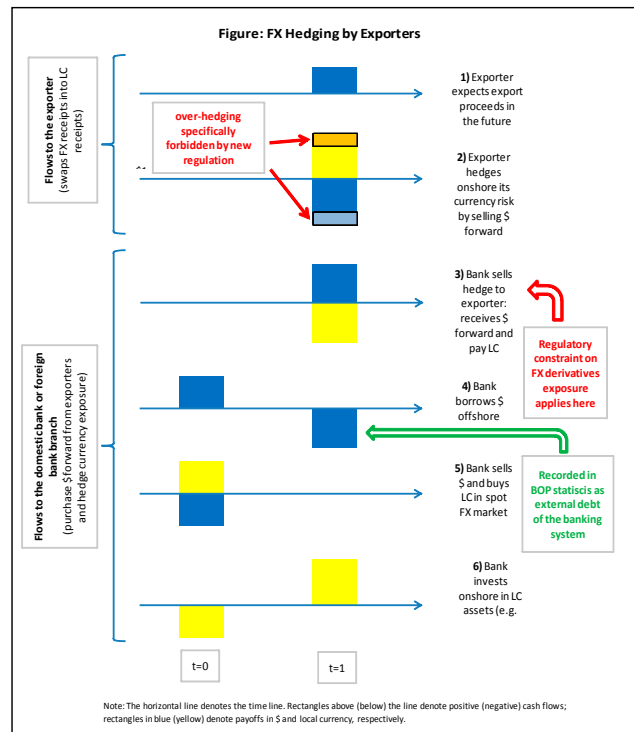 Figure: FX Hedging by Exporters
Flows to the exporter
(swaps FX receipts into LC
receipts)
1) Exporter
expects export
proceeds in
the future
over-hedging
specifically
forbidden by new
regulation
2) Exporter
hedges
onshore its
currency risk
by selling $
forward
Flows to the domestic bank or foreign
bank branch
(purchase $ forward from exporters
and hedge currency exposure)
3) Bank sells
hedge to
exporter:
receives $
forward and
pay LC
Regulatory
constraint on
FX derivatives
exposure
applies here
4) Bank
borrows $
offshore
5) Bank sells
$ and buys
LC in spot
FX market
Recorded in
BOP statiscis as
external debt
of the banking
system
6) Bank
invests
onshore in LC
assets (e.g.
t=0
t=1
Note: The horizontal line denotes the time line. Rectangles above (below) the line denote positive (negative) cash flows;
rectangles in blue (yellow) denote payoffs in $ and local currency, respectively.